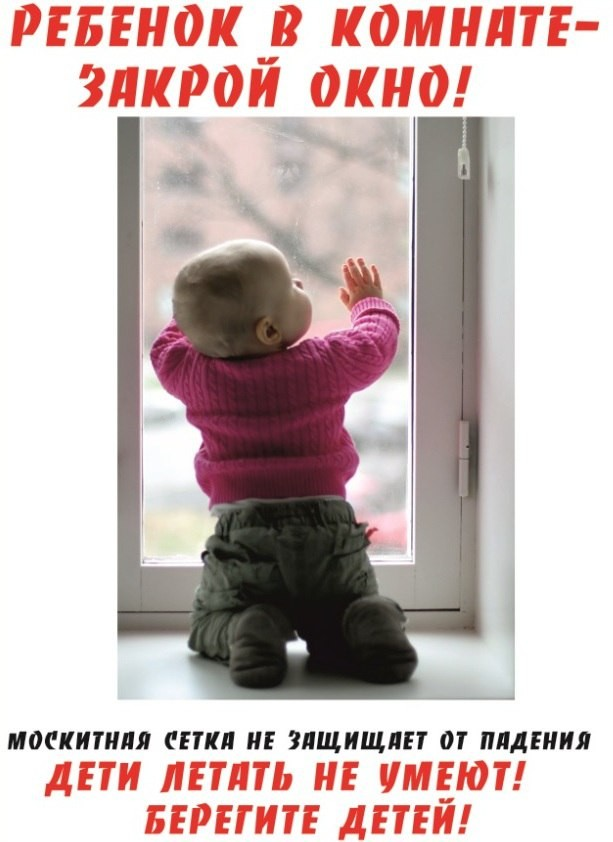 РЕБЕНОК В КОМНАТЕ-
ЗАКРОЙ ОКНО!
МОСКИТНАЯ СЕТКА НЕ ЗАЩИЩАЕТ ОТ ПАДЕНИЯ
ДЕТИ ЛЕТАТЬ НЕ УМЕЮТ!
БЕРЕГИТЕ ДЕТЕЙ!